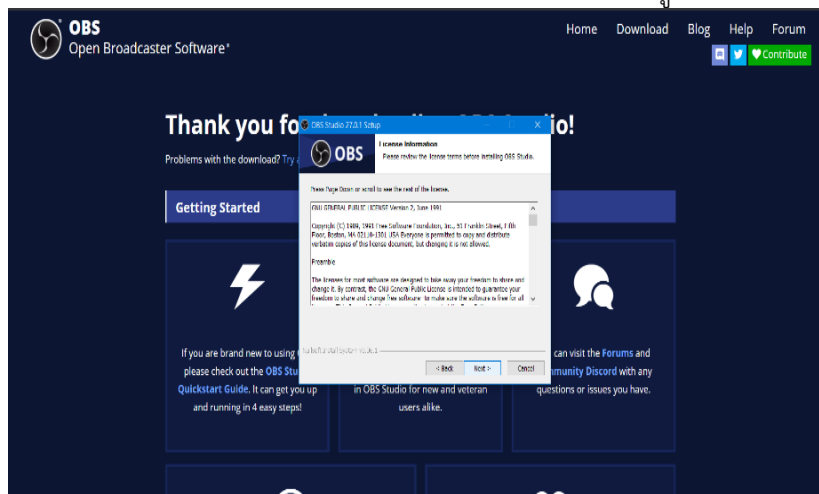 OBS
Open Broadcaster Software
Home Download Blog Help Forum
Contribute
Thank you fo
io!
Problems with the download? Try
Getting Started
If you are brand new to using
please check out the OBS Stu
Quickstart Guide. It can get you up
and running in 4 easy steps!
in OBS Studio for new and veteran
users alike.
can visit the Forums and
mmunity Discord with any
questions or issues you have.
OBS Studio 27.0.1 Setup
OBS
License Information
Please review the license terms before installing OBS Studio.
Press Page Down or scroll to see the rest of the license.
GNU GENERAL PUBLIC LICENSE Version 2, June 1991
Copyright (C) 1989, 1991 Free Software Foundation, Inc., 51 Franklin Street, Fifth
Floor, Boston, MA 02110-1301 USA Everyone is permitted to copy and distribute
verbatim copies of this license document, but changing it is not allowed.
Preamble
The licenses for most software are designed to take away your freedom to share and
change it. By contrast, the GNU General Public License is intended to guarantee your
freedom to share and change free software to make sure the software is free for all
< Back Next > Cancel